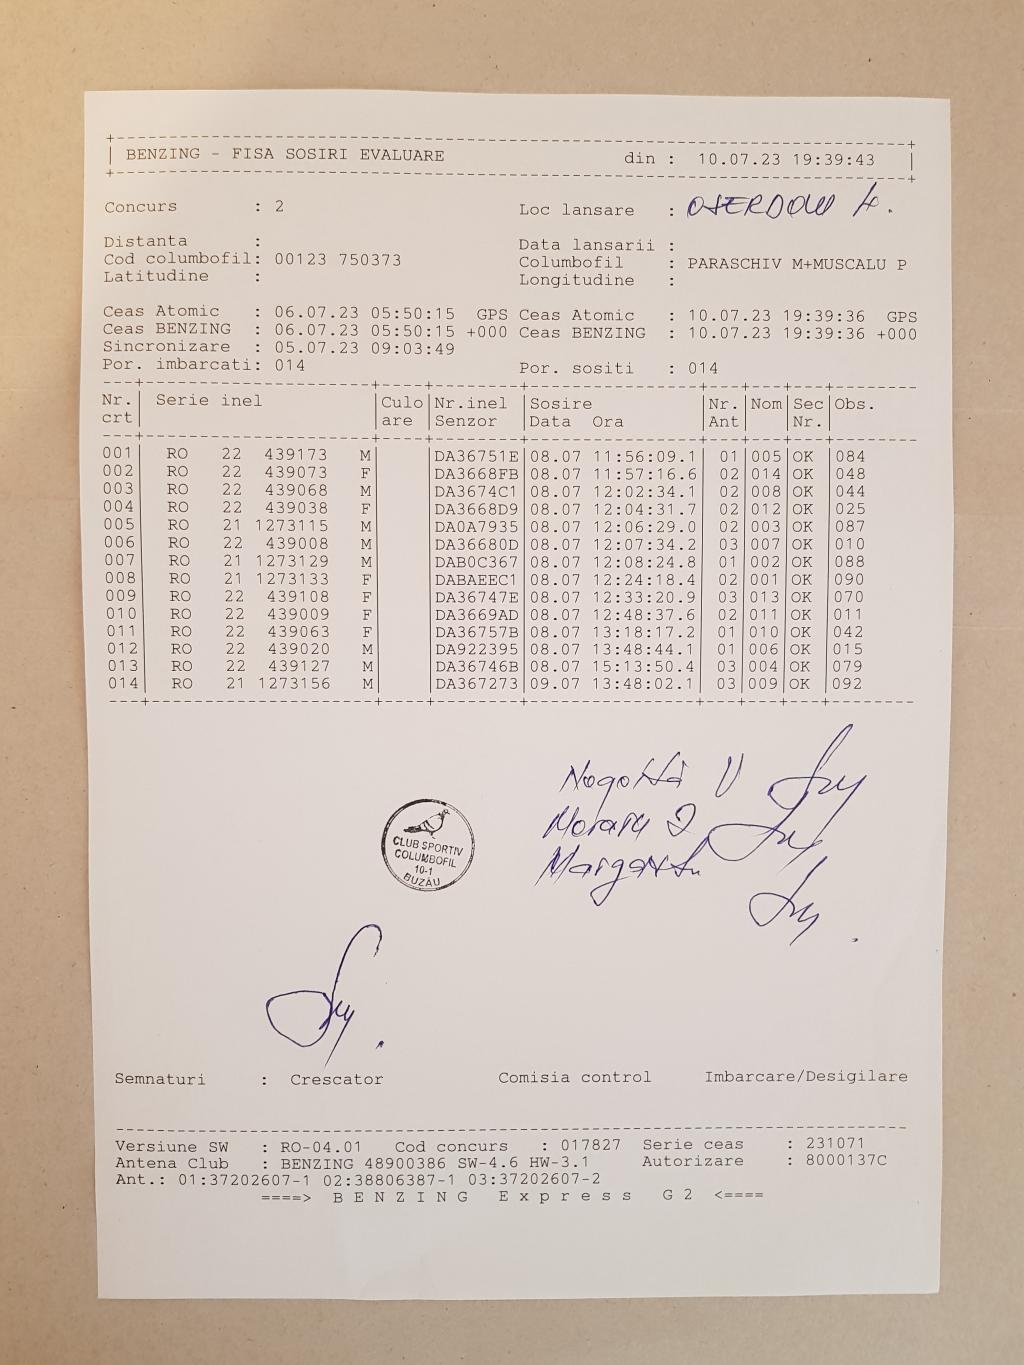 BENZING - FISA SOSIRI EVALUARE din : 10.07.23 19:39:43
Concurs : 2 Loc lansare :
Distanta : Data lansarii :
Cod columbofil: 00123 750373 Columbofil : PARASCHIV M+MUSCALU P
Latitudine : Longitudine :
Ceas Atomic : 06.07.23 05:50:15 GPS Ceas Atomic : 10.07.23 19:39:36 GPS
Ceas BENZING : 06.07.23 05:50:15 +000 Ceas BENZING : 10.07.23 19:39:36 +000
Sincronizare : 05.07.23 09:03:49
Por. imbarcati: 014 Por. sositi : 014
Nr. Serie inel Culo Nr.inel Sosire Nr. Nom Sec Obs.
crt are Senzor Data Ora Ant Nr.
001 RO 22 439173 M DA36751E 08.07 11:56:09.1 01 005 OK 084
002 RO 22 439073 F DA3668FB 08.07 11:57:16.6 02 014 OK 048
003 RO 22 439068 M DA3674C1 08.07 12:02:34.1 02 008 OK 044
004 RO 22 439038 F DA3668D9 08.07 12:04:31.7 02 012 OK 025
005 RO 21 1273115 M DA0A7935 08.07 12:06:29.0 02 003 OK 087
006 RO 22 439008 M DA36680D 08.07 12:07:34.2 03 007 OK 010
007 RO 21 1273129 M DAB0C367 08.07 12:08:24.8 01 002 OK 088
008 RO 21 1273133 F DABAEEC1 08.07 12:24:18.4 02 001 OK 090
009 RO 22 439108 F DA36747E 08.07 12:33:20.9 03 013 OK 070
010 RO 22 439009 F DA3669AD 08.07 12:48:37.6 02 011 OK 011
011 RO 22 439063 F DA36757B 08.07 13:18:17.2 01 010 OK 042
012 RO 22 439020 M DA922395 08.07 13:48:44.1 01 006 OK 015
013 RO 22 439127 M DA36746B 08.07 15:13:50.4 03 004 OK 079
014 RO 21 1273156 M DA367273 09.07 13:48:02.1 03 009 OK 092
CLUB SPORTIV
COLUMBOFIL
10-1
BUZĂU
Semnaturi : Crescator Comisia control Imbarcare/Desigilare
Versiune SW : RO-04.01 Cod concurs : 017827 Serie ceas : 231071
Antena Club : BENZING 48900386 SW-4.6 HW-3.1 Autorizare : 8000137C
Ant.: 01:37202607-1 02:38806387-1 03:37202607-2
====> B E N Z I N G E x p r e s s G 2 <====